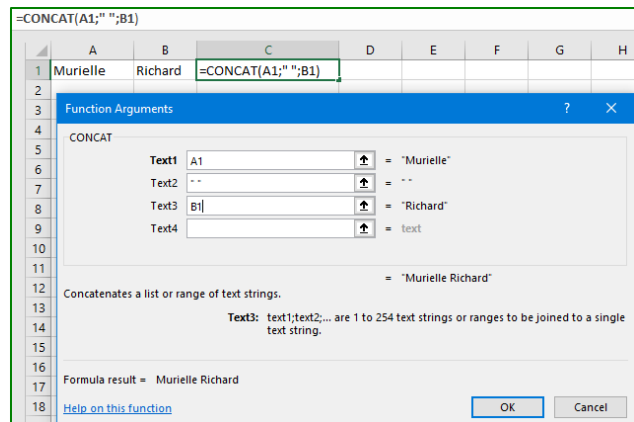 =CONCAT(A1;" ";B1)
A B C D E F G H
1 Murielle Richard =CONCAT(A1;" ";B1)
2
3 Function Arguments ? ×
4 CONCAT
5 Text1 A1 = "Murielle"
6 Text2 " " = " "
7 Text3 B1 = "Richard"
8 Text4 = text
9
10
11 = "Murielle Richard"
12 Concatenates a list or range of text strings.
13 Text3: text1;text2;... are 1 to 254 text strings or ranges to be joined to a single
14 text string.
15
16
17 Formula result = Murielle Richard
18 Help on this function OK Cancel